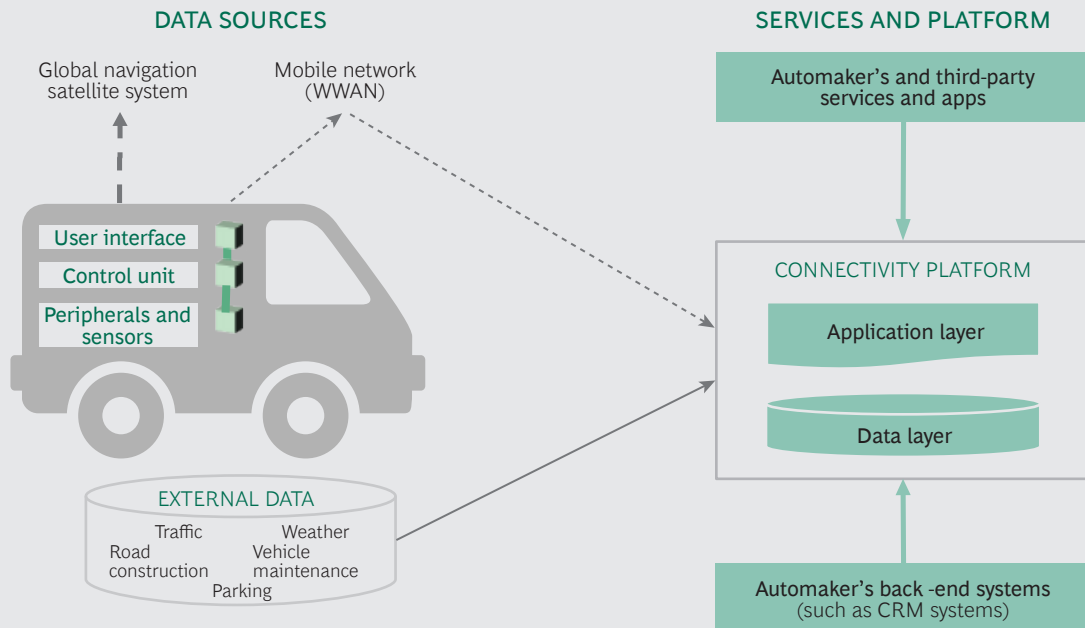 DATA SOURCES
Global navigation
satellite system
Mobile network
(WWAN)
User interface
Control unit
Peripherals and
sensors
EXTERNAL DATA
Traffic
Weather
Road
construction
Vehicle
maintenance
Parking
SERVICES AND PLATFORM
Automaker's and third-party
services and apps
CONNECTIVITY PLATFORM
Application layer
Data layer
Automaker's back -end systems
(such as CRM systems)